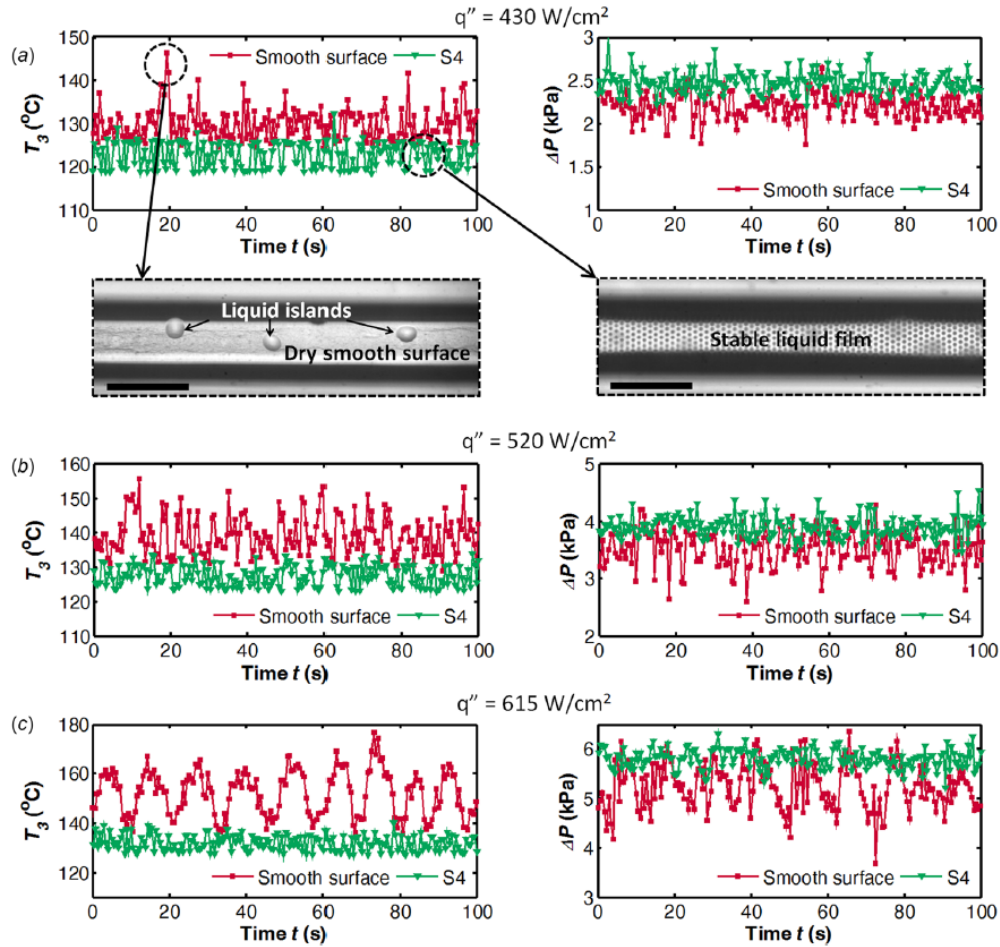 q″ = 430 W/cm²
(a)
150
140
130
120
110
T₃ (°C)
Smooth surface
S4
0 20 40 60 80 100
Time t (s)
3
2.5
2
1.5
1
ΔP (kPa)
Smooth surface
S4
0 20 40 60 80 100
Time t (s)
Liquid islands
Dry smooth surface
Stable liquid film
q″ = 520 W/cm²
(b)
160
150
140
130
120
110
T₃ (°C)
Smooth surface
S4
0 20 40 60 80 100
Time t (s)
5
4
3
2
ΔP (kPa)
Smooth surface
S4
0 20 40 60 80 100
Time t (s)
q″ = 615 W/cm²
(c)
180
160
140
130
110
T₃ (°C)
Smooth surface
S4
0 20 40 60 80 100
Time t (s)
6
5
4
3
ΔP (kPa)
Smooth surface
S4
0 20 40 60 80 100
Time t (s)